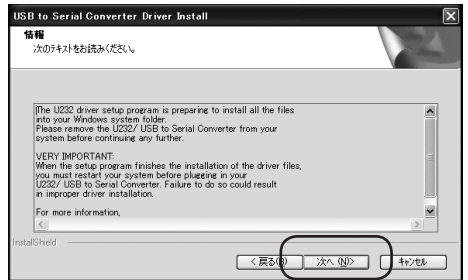 USB to Serial Converter Driver Install
情報
次のテキストをお読みください。
The U232 driver setup program is preparing to install all the files
into your Windows system folder.
Please remove the U232/ USB to Serial Converter from your
system before continuing any further.
VERY IMPORTANT:
When the setup program finishes the installation of the driver files,
you must restart your system before plugging in your
U232/ USB to Serial Converter. Failure to do so could result
in improper driver installation.
For more information,
InstallShield
< 戻る(B)
次へ (N)>
キャンセル